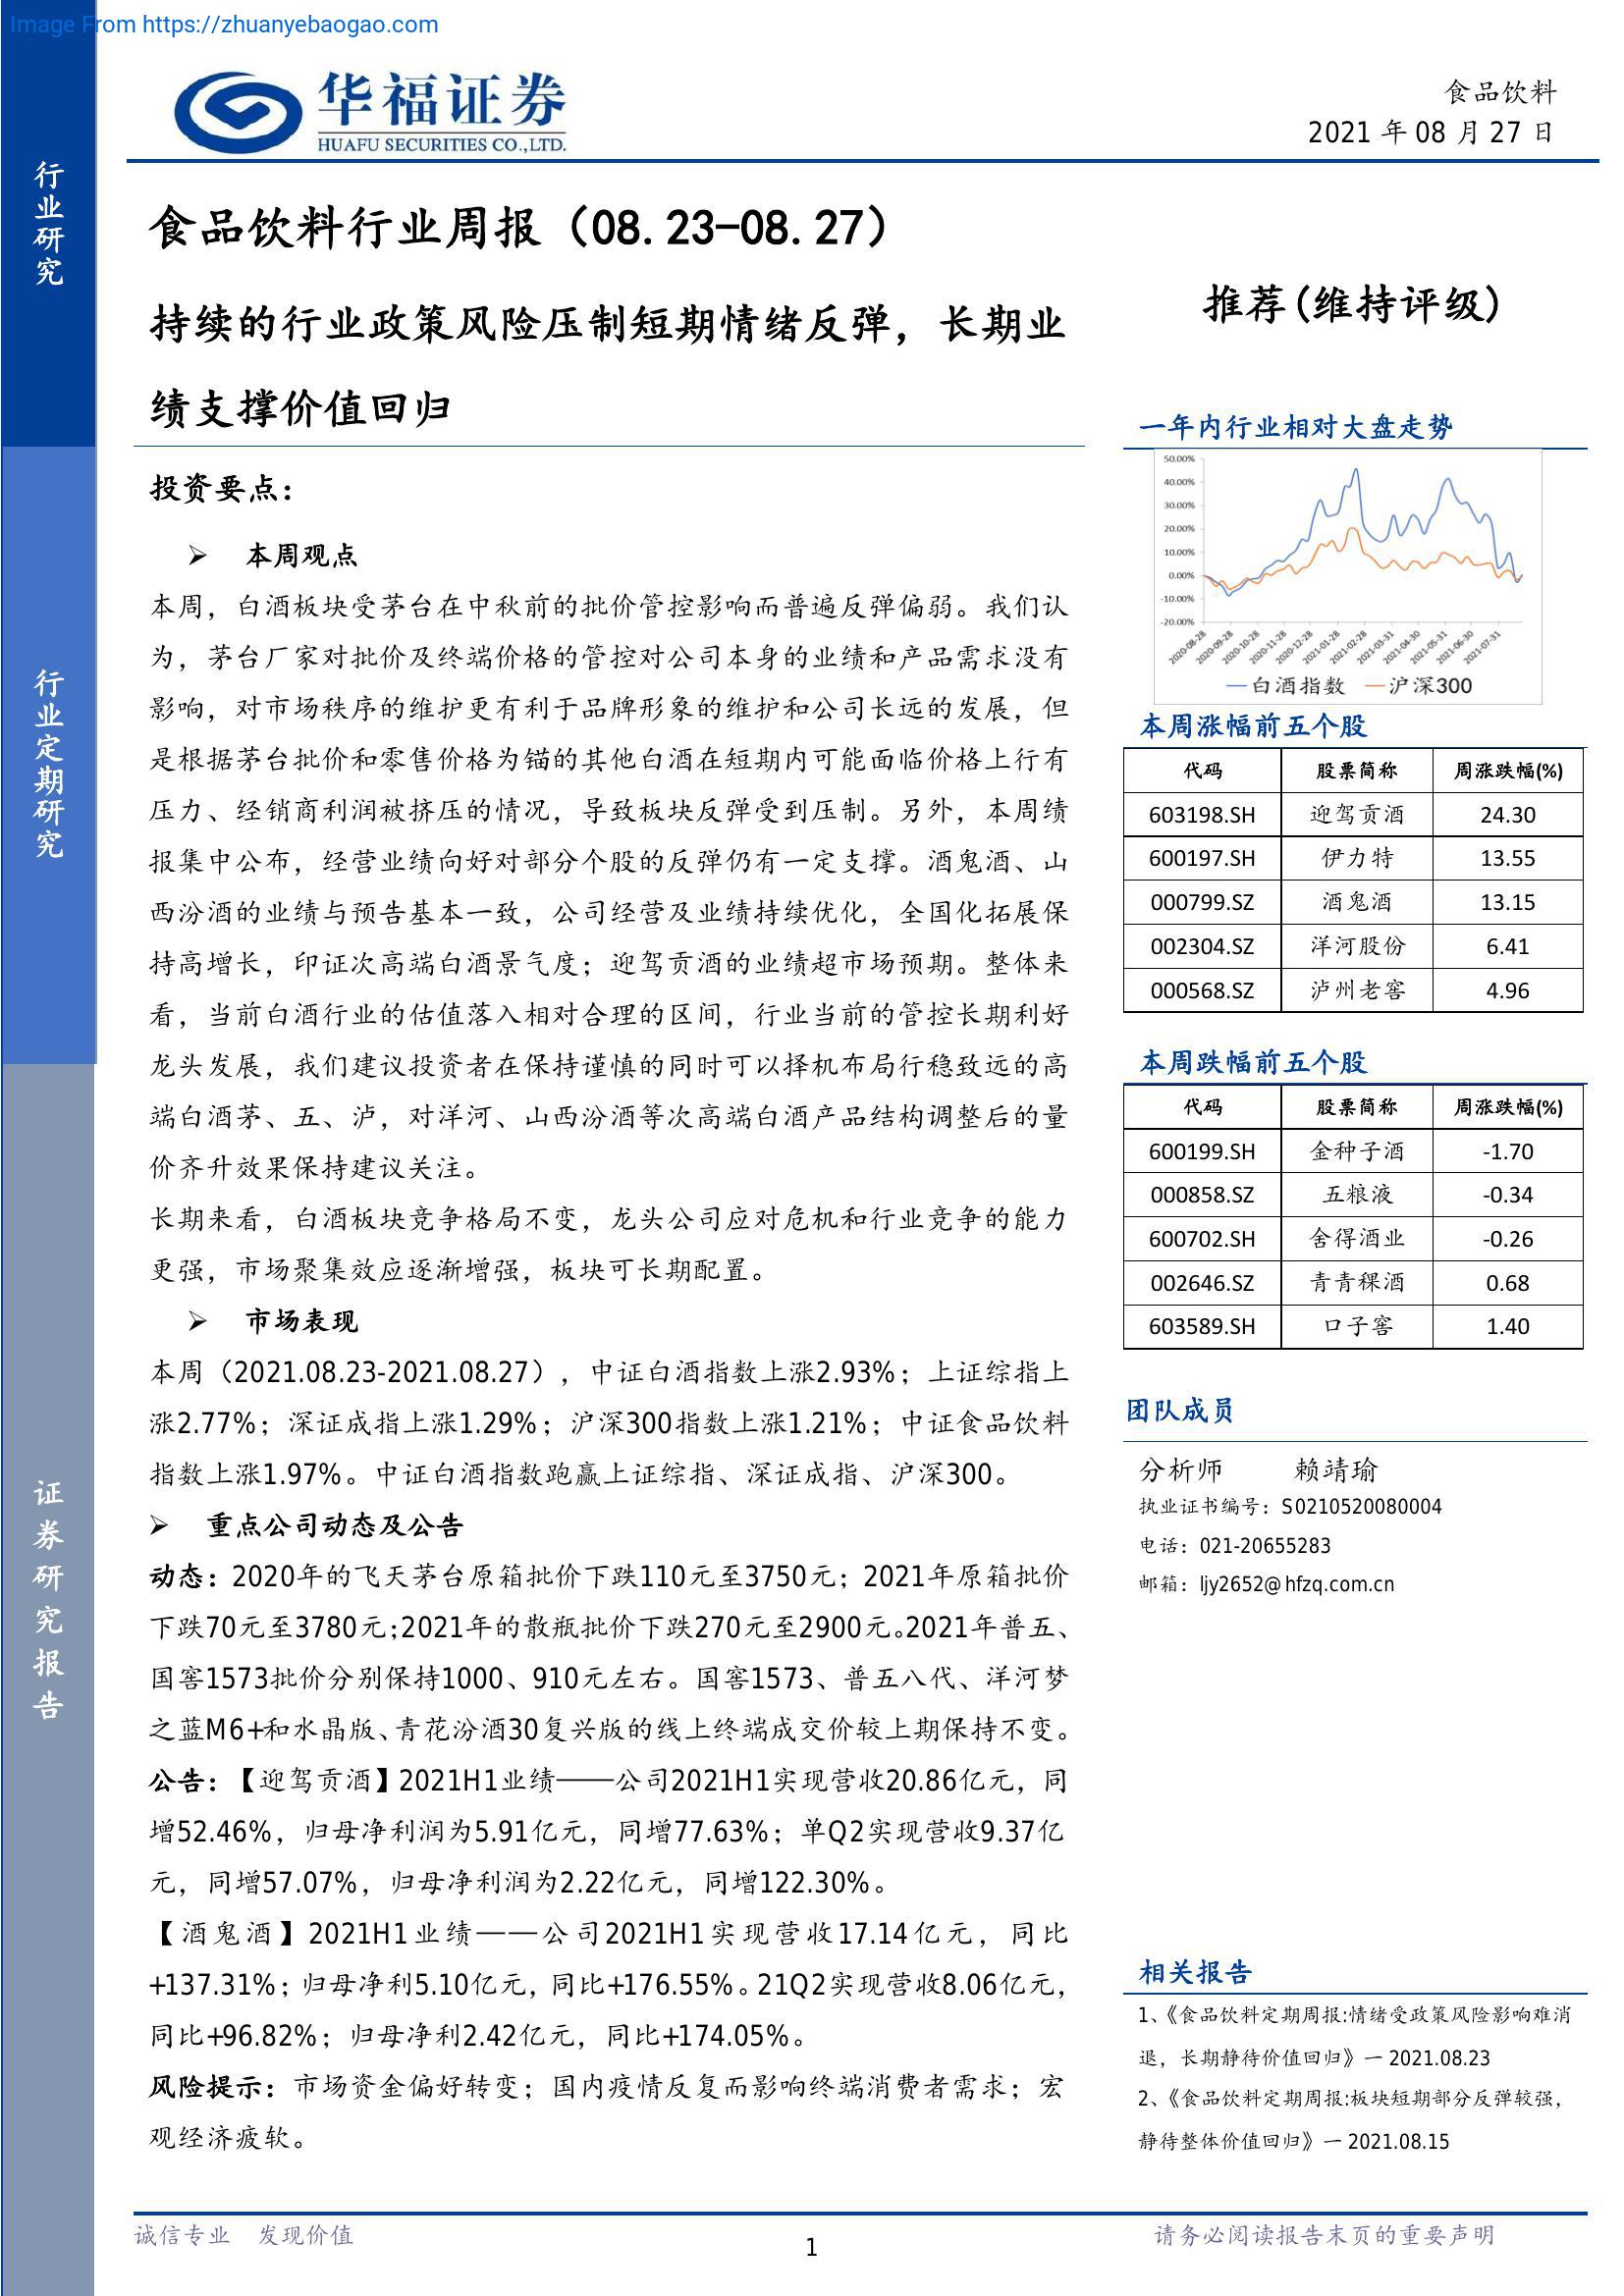 Image From https://zhuanyebaogao.com
行业研究
行业定期研究
证券研究报告
华福证券
HUAFU SECURITIES CO.,LTD.
食品饮料
2021 年 08 月 27 日
食品饮料行业周报（08.23-08.27）
持续的行业政策风险压制短期情绪反弹，长期业
绩支撑价值回归
投资要点：
➢ 本周观点
本周，白酒板块受茅台在中秋前的批价管控影响而普遍反弹偏弱。我们认
为，茅台厂家对批价及终端价格的管控对公司本身的业绩和产品需求没有
影响，对市场秩序的维护更有利于品牌形象的维护和公司长远的发展，但
是根据茅台批价和零售价格为锚的其他白酒在短期内可能面临价格上行有
压力、经销商利润被挤压的情况，导致板块反弹受到压制。另外，本周绩
报集中公布，经营业绩向好对部分个股的反弹仍有一定支撑。酒鬼酒、山
西汾酒的业绩与预告基本一致，公司经营及业绩持续优化，全国化拓展保
持高增长，印证次高端白酒景气度；迎驾贡酒的业绩超市场预期。整体来
看，当前白酒行业的估值落入相对合理的区间，行业当前的管控长期利好
龙头发展，我们建议投资者在保持谨慎的同时可以择机布局行稳致远的高
端白酒茅、五、泸，对洋河、山西汾酒等次高端白酒产品结构调整后的量
价齐升效果保持建议关注。
长期来看，白酒板块竞争格局不变，龙头公司应对危机和行业竞争的能力
更强，市场聚集效应逐渐增强，板块可长期配置。
➢ 市场表现
本周（2021.08.23-2021.08.27），中证白酒指数上涨2.93%；上证综指上
涨2.77%；深证成指上涨1.29%；沪深300指数上涨1.21%；中证食品饮料
指数上涨1.97%。中证白酒指数跑赢上证综指、深证成指、沪深300。
➢ 重点公司动态及公告
动态：2020年的飞天茅台原箱批价下跌110元至3750元；2021年原箱批价
下跌70元至3780元;2021年的散瓶批价下跌270元至2900元。2021年普五、
国窖1573批价分别保持1000、910元左右。国窖1573、普五八代、洋河梦
之蓝M6+和水晶版、青花汾酒30复兴版的线上终端成交价较上期保持不变。
公告：【迎驾贡酒】2021H1业绩——公司2021H1实现营收20.86亿元，同
增52.46%，归母净利润为5.91亿元，同增77.63%；单Q2实现营收9.37亿
元，同增57.07%，归母净利润为2.22亿元，同增122.30%。
【酒鬼酒】2021H1业绩——公司2021H1实现营收17.14亿元，同比
+137.31%；归母净利5.10亿元，同比+176.55%。21Q2实现营收8.06亿元，
同比+96.82%；归母净利2.42亿元，同比+174.05%。
风险提示：市场资金偏好转变；国内疫情反复而影响终端消费者需求；宏
观经济疲软。
推荐(维持评级)
一年内行业相对大盘走势
50.00%
40.00%
30.00%
20.00%
10.00%
0.00%
-10.00%
-20.00%
2020-08-28 2020-09-28 2020-10-28 2020-11-28 2020-12-28 2021-01-28 2021-02-28 2021-03-31 2021-04-30 2021-05-31 2021-06-30 2021-07-31
白酒指数 沪深300
本周涨幅前五个股
代码 股票简称 周涨跌幅(%)
603198.SH 迎驾贡酒 24.30
600197.SH 伊力特 13.55
000799.SZ 酒鬼酒 13.15
002304.SZ 洋河股份 6.41
000568.SZ 泸州老窖 4.96
本周跌幅前五个股
代码 股票简称 周涨跌幅(%)
600199.SH 金种子酒 -1.70
000858.SZ 五粮液 -0.34
600702.SH 舍得酒业 -0.26
002646.SZ 青青稞酒 0.68
603589.SH 口子窖 1.40
团队成员
分析师 赖靖瑜
执业证书编号：S0210520080004
电话：021-20655283
邮箱：ljy2652@hfzq.com.cn
相关报告
1、《食品饮料定期周报:情绪受政策风险影响难消
退，长期静待价值回归》一 2021.08.23
2、《食品饮料定期周报:板块短期部分反弹较强，
静待整体价值回归》一 2021.08.15
诚信专业 发现价值
1
请务必阅读报告末页的重要声明